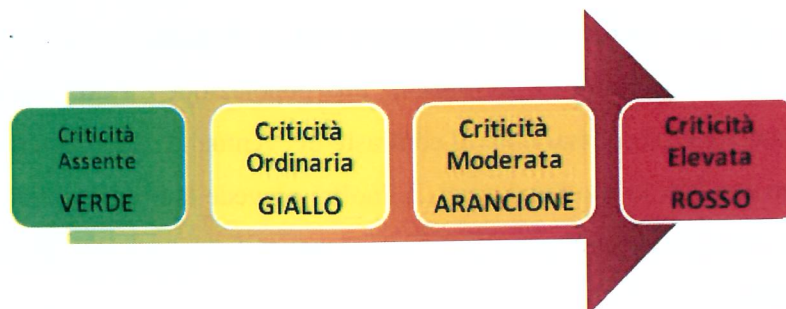 Criticità
Assente
VERDE
Criticità
Ordinaria
GIALLO
Criticità
Moderata
ARANCIONE
Criticità
Elevata
ROSSO